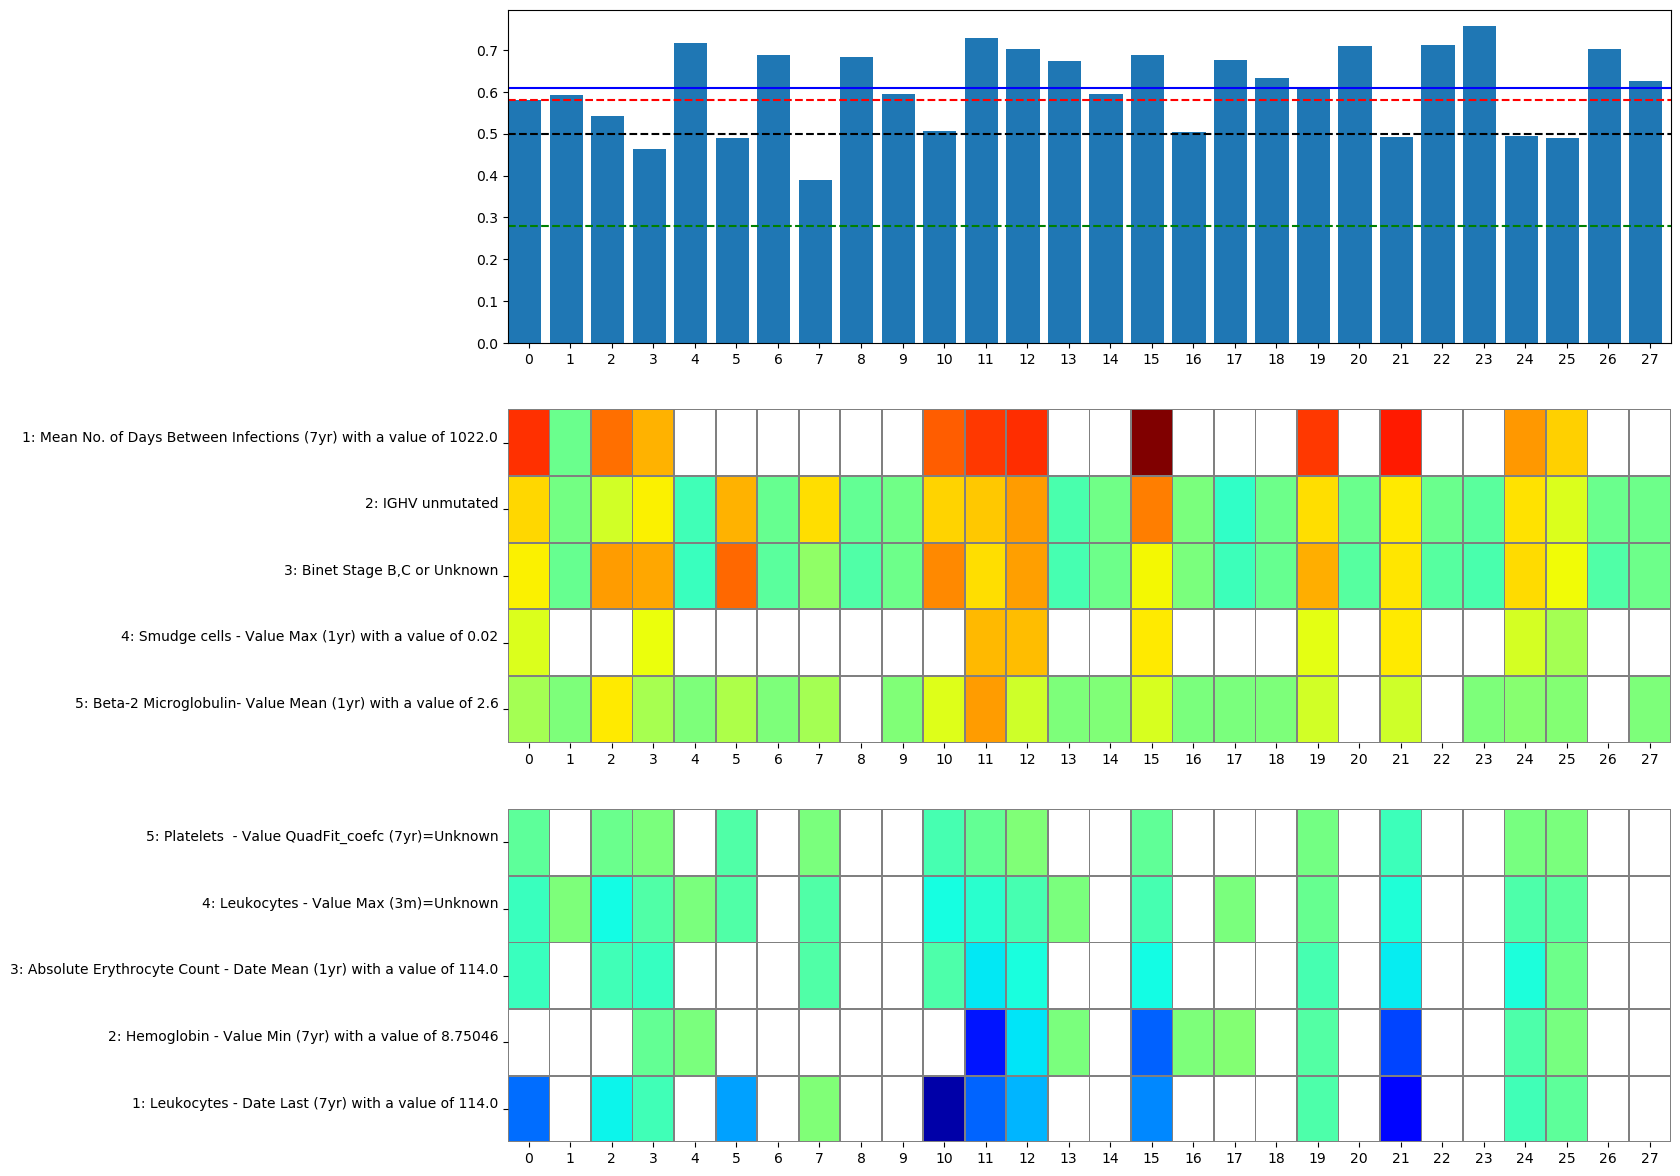 0.7
0.6
0.5
0.4
0.3
0.2
0.1
0.0
0 1 2 3 4 5 6 7 8 9 10 11 12 13 14 15 16 17 18 19 20 21 22 23 24 25 26 27
1: Mean No. of Days Between Infections (7yr) with a value of 1022.0
2: IGHV unmutated
3: Binet Stage B,C or Unknown
4: Smudge cells - Value Max (1yr) with a value of 0.02
5: Beta-2 Microglobulin- Value Mean (1yr) with a value of 2.6
0 1 2 3 4 5 6 7 8 9 10 11 12 13 14 15 16 17 18 19 20 21 22 23 24 25 26 27
5: Platelets  - Value QuadFit_coefc (7yr)=Unknown
4: Leukocytes - Value Max (3m)=Unknown
3: Absolute Erythrocyte Count - Date Mean (1yr) with a value of 114.0
2: Hemoglobin - Value Min (7yr) with a value of 8.75046
1: Leukocytes - Date Last (7yr) with a value of 114.0
0 1 2 3 4 5 6 7 8 9 10 11 12 13 14 15 16 17 18 19 20 21 22 23 24 25 26 27